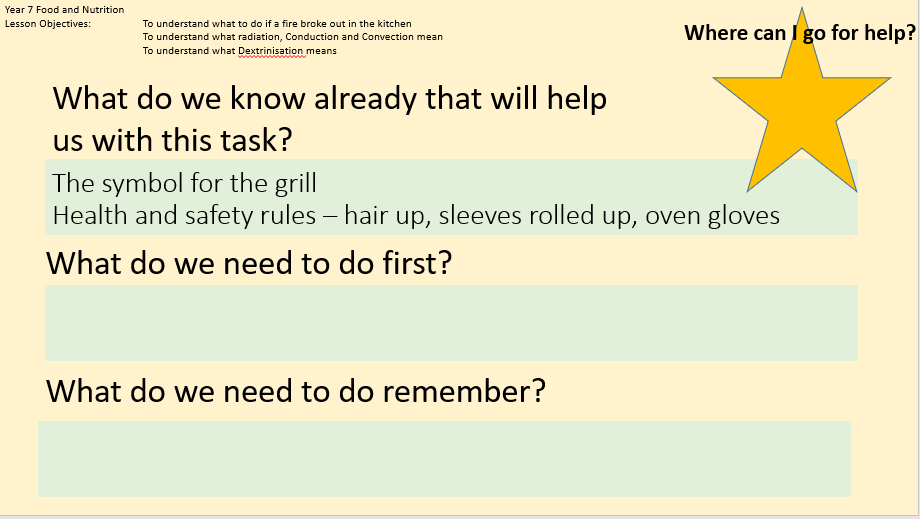 Year 7 Food and Nutrition
Lesson Objectives: To understand what to do if a fire broke out in the kitchen
To understand what radiation, Conduction and Convection mean
To understand what Dextrinisation means
Where can I go for help?
What do we know already that will help
us with this task?
The symbol for the grill
Health and safety rules – hair up, sleeves rolled up, oven gloves
What do we need to do first?
What do we need to do remember?